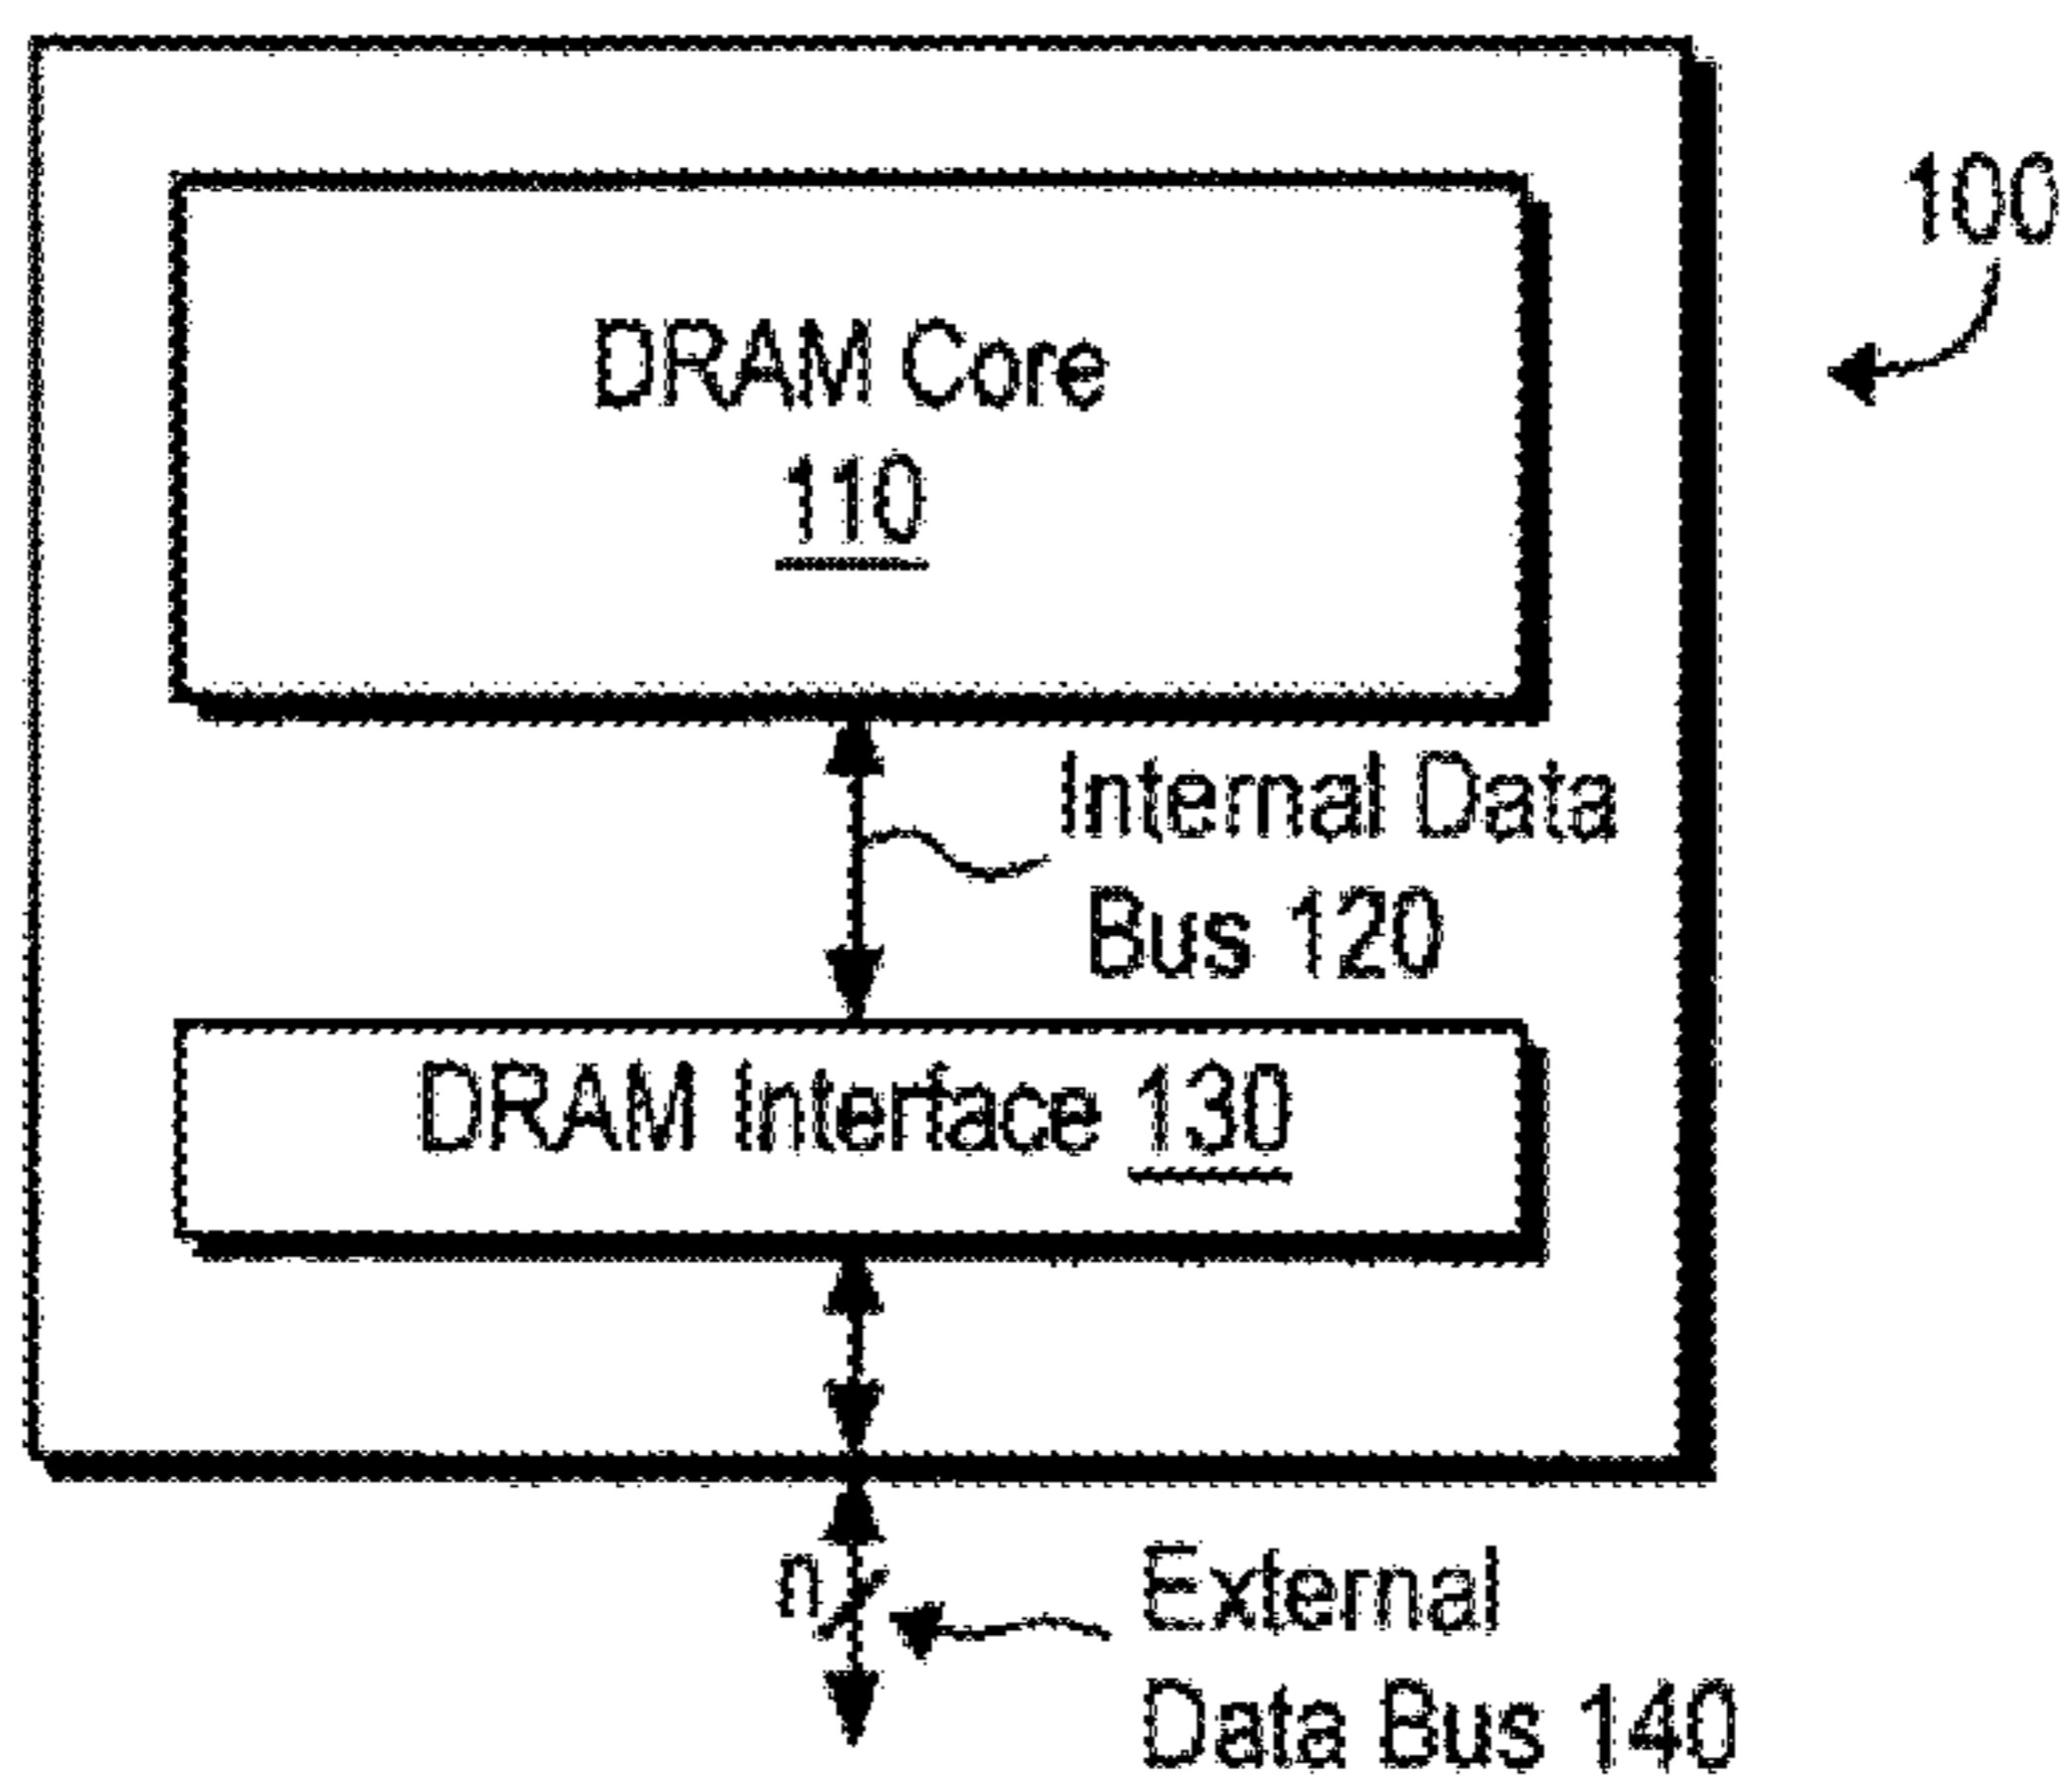 100
DRAM Core
110
Internal Data
Bus 120
DRAM Interface 130
n
External
Data Bus 140